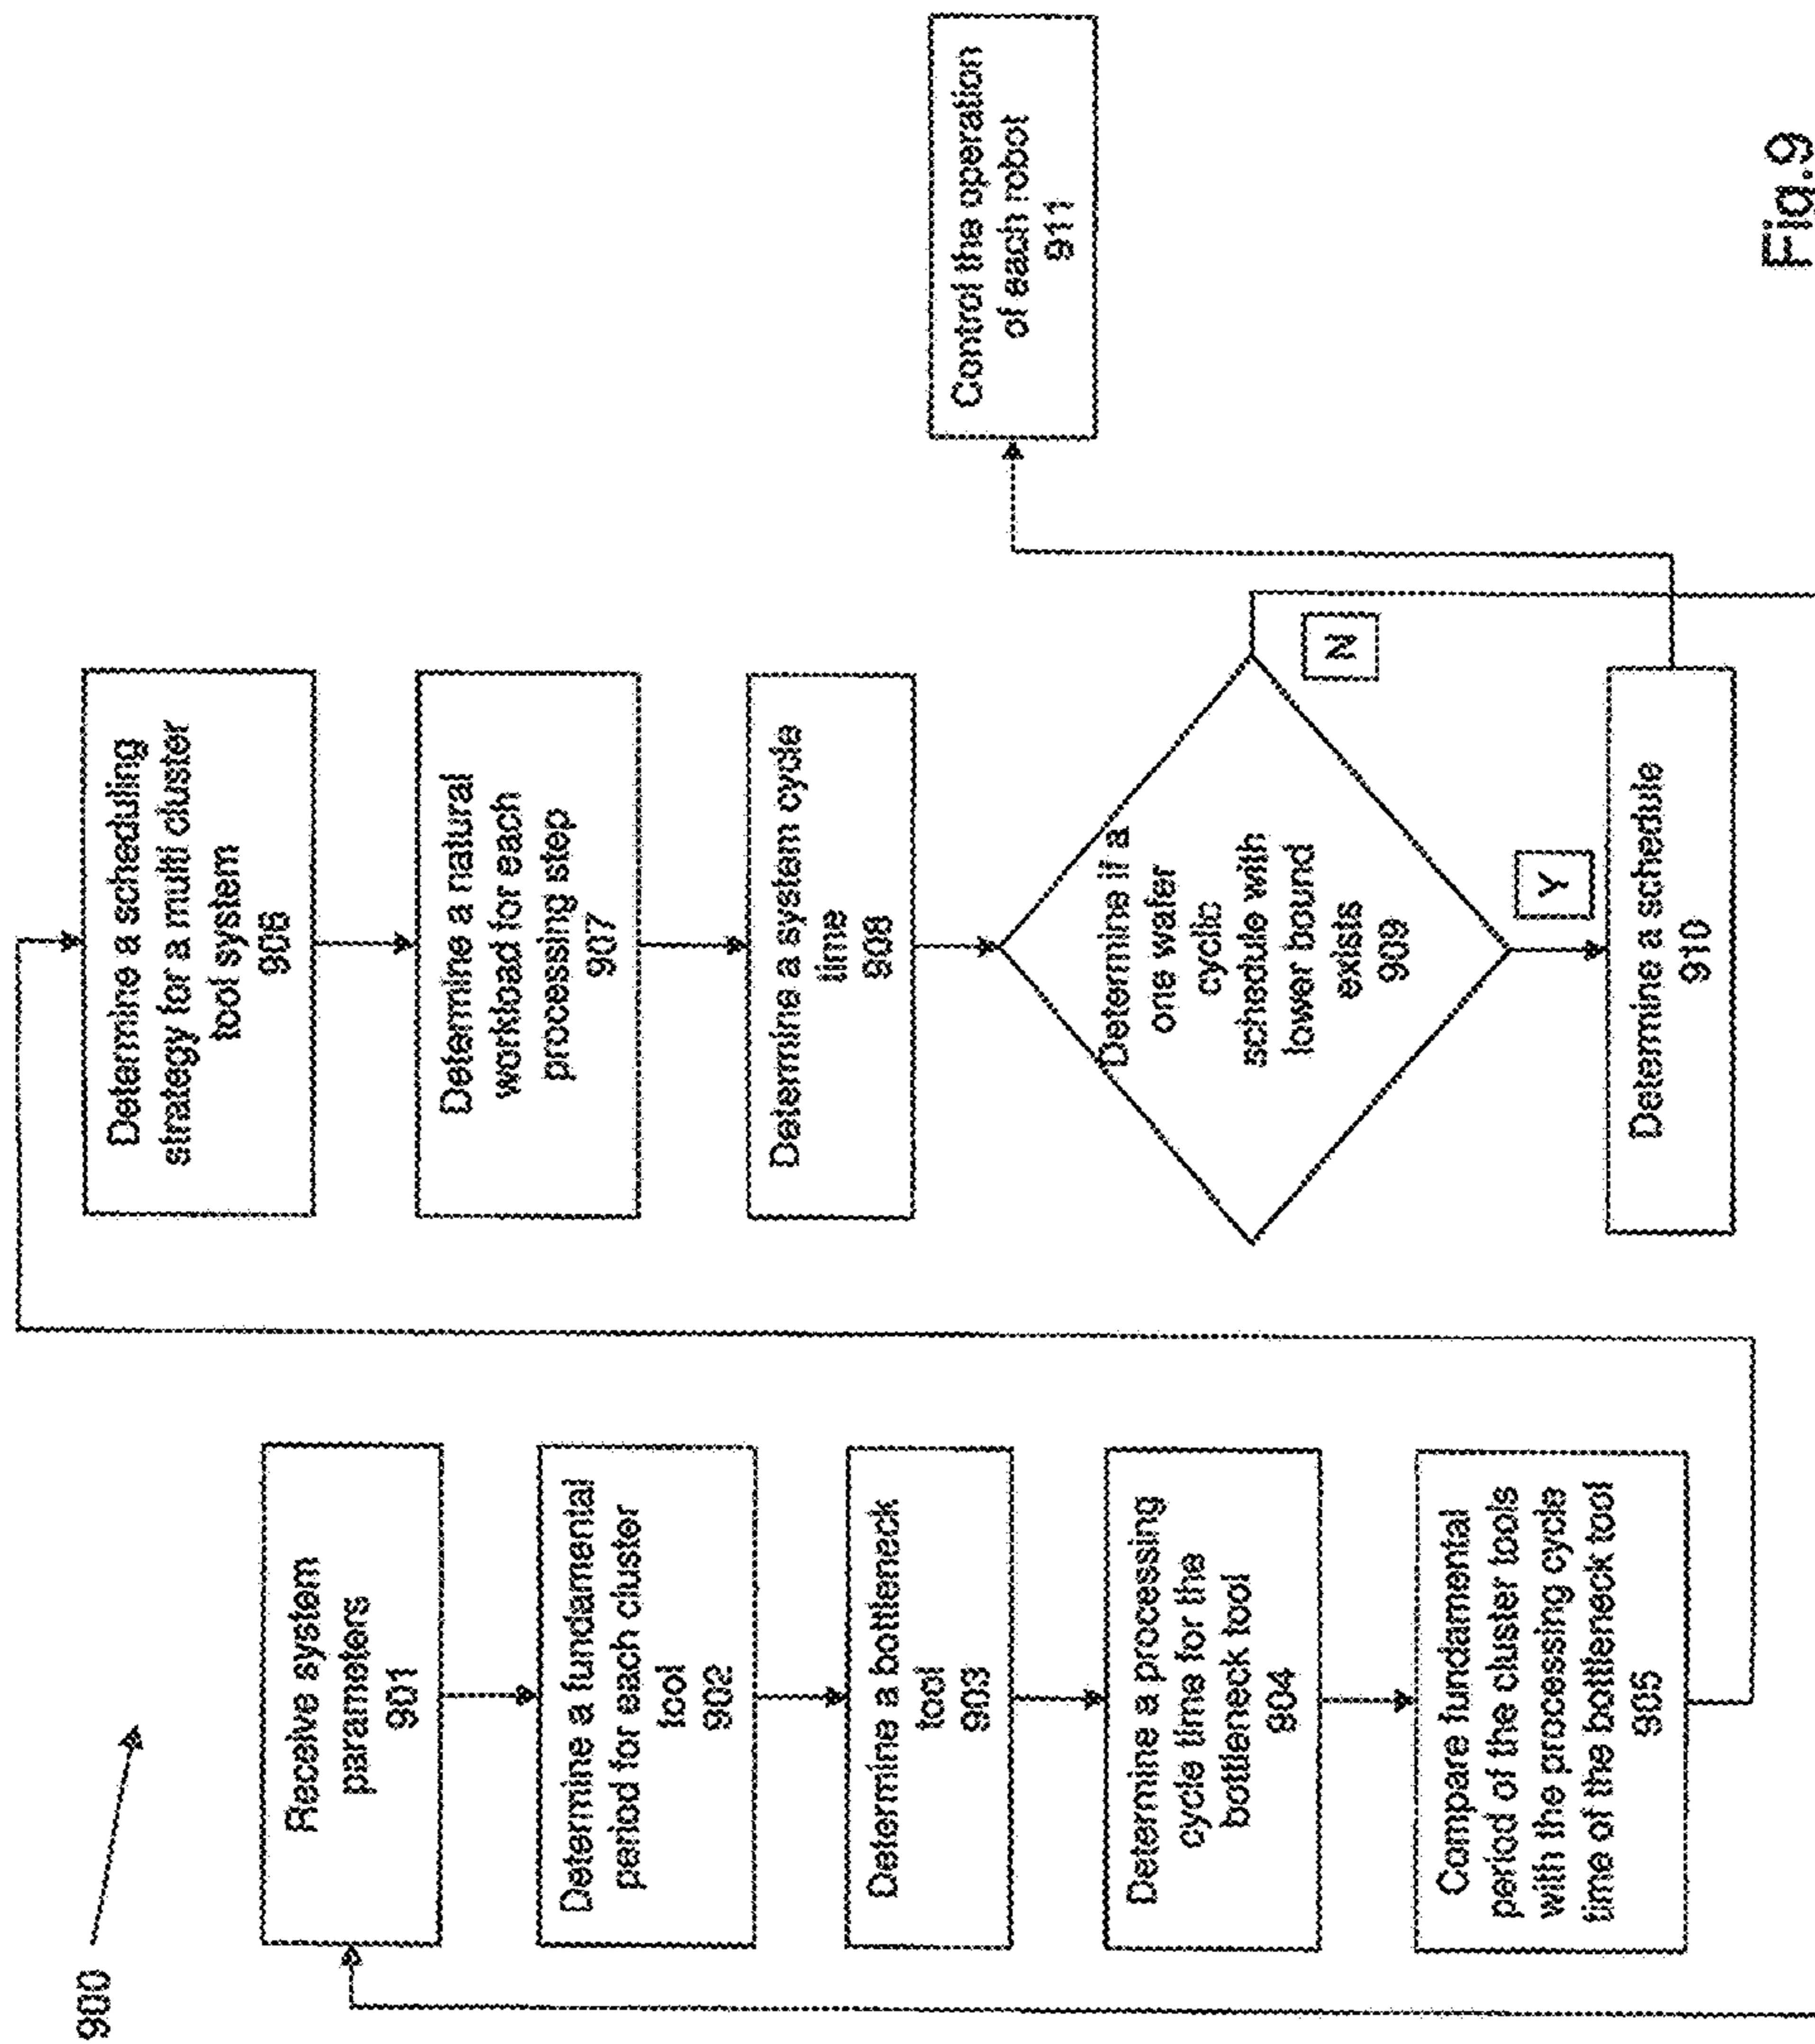 900
Receive system
parameters
901
Determine a fundamental
period for each cluster
tool
902
Determine a bottleneck
tool
903
Determine a processing
cycle time for the
bottleneck tool
904
Compare fundamental
period of the cluster tools
with the processing cycle
time of the bottleneck tool
905
Determine a scheduling
strategy for a multi cluster
tool system
906
Determine a natural
workload for each
processing step
907
Determine a system cycle
time
908
Determine if a
one wafer
cyclic
schedule with
lower bound
exists
909
N
Y
Determine a schedule
910
Control the operation
of each robot
911
Fig.9